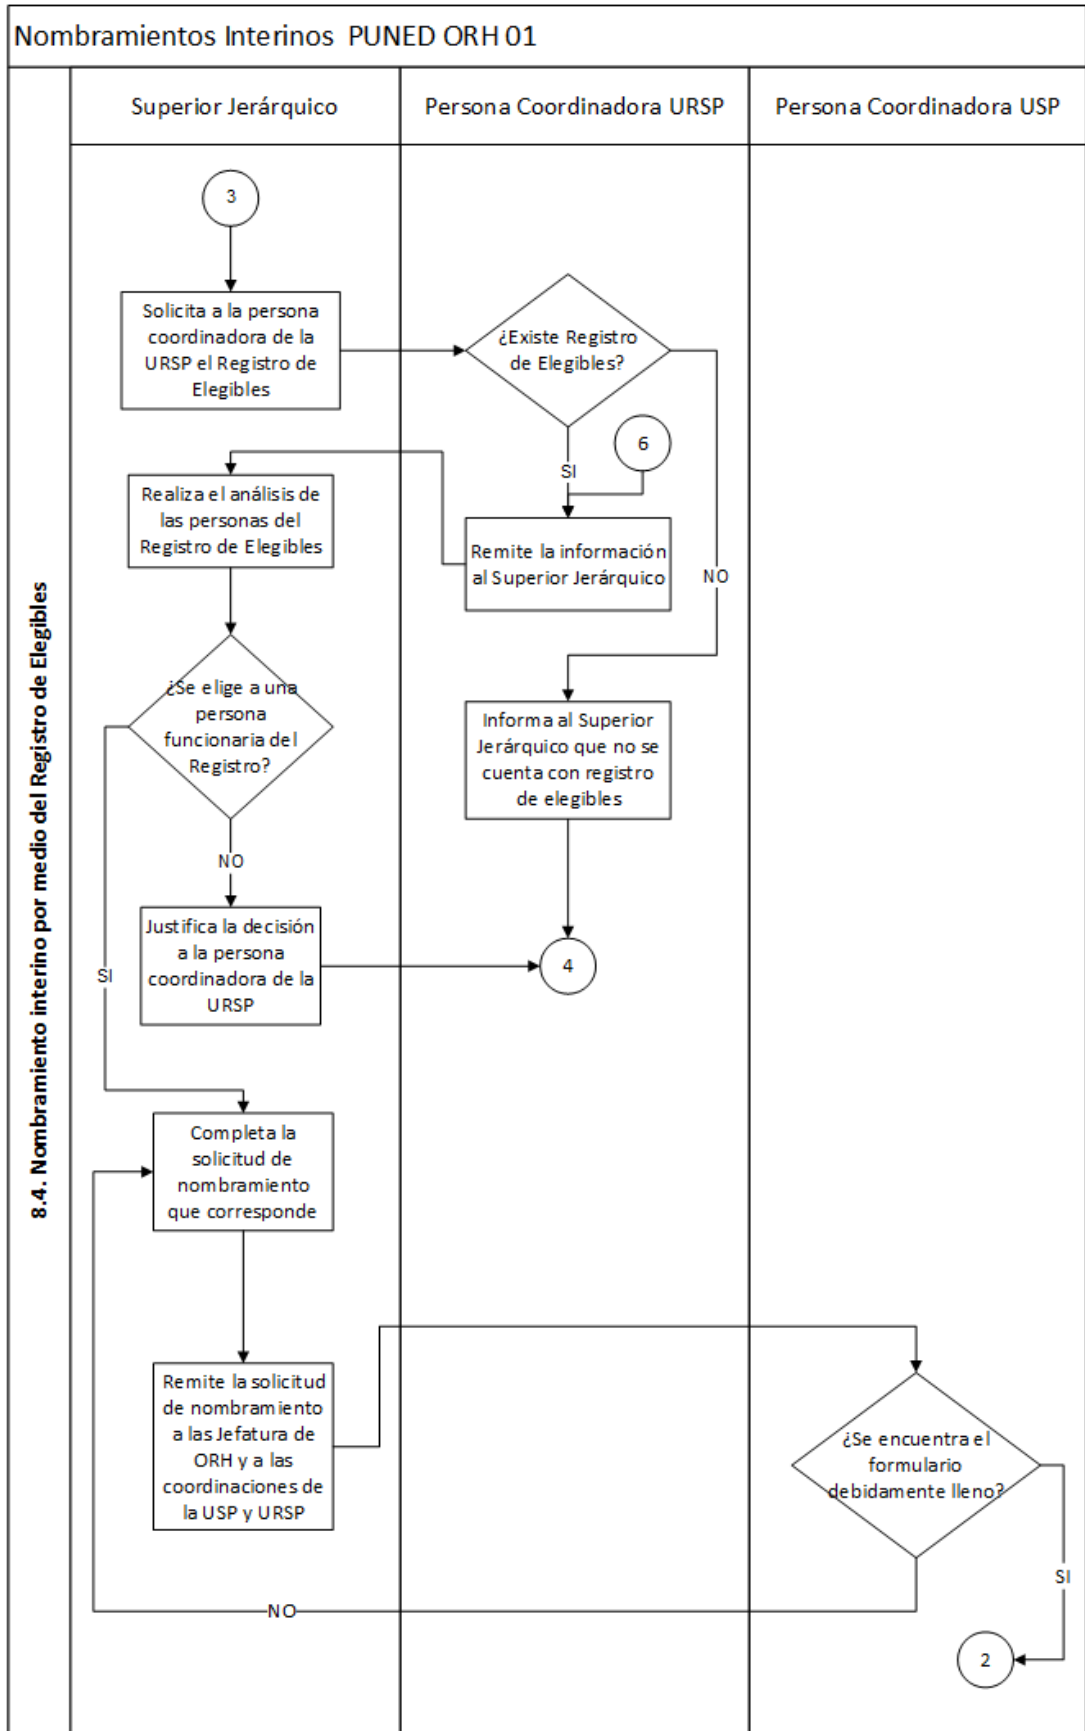 Nombramientos Interinos PUNED ORH 01
8.4. Nombramiento interino por medio del Registro de Elegibles
Superior Jerárquico
Persona Coordinadora URSP
Persona Coordinadora USP
3
Solicita a la persona
coordinadora de la
URSP el Registro de
Elegibles
¿Existe Registro
de Elegibles?
6
SI
NO
Realiza el análisis de
las personas del
Registro de Elegibles
Remite la información
al Superior Jerárquico
¿Se elige a una
persona
funcionaria del
Registro?
Informa al Superior
Jerárquico que no se
cuenta con registro
de elegibles
NO
SI
Justifica la decisión
a la persona
coordinadora de la
URSP
4
Completa la
solicitud de
nombramiento
que corresponde
Remite la solicitud
de nombramiento
a las Jefatura de
ORH y a las
coordinaciones de
la USP y URSP
¿Se encuentra el
formulario
debidamente lleno?
SI
NO
2